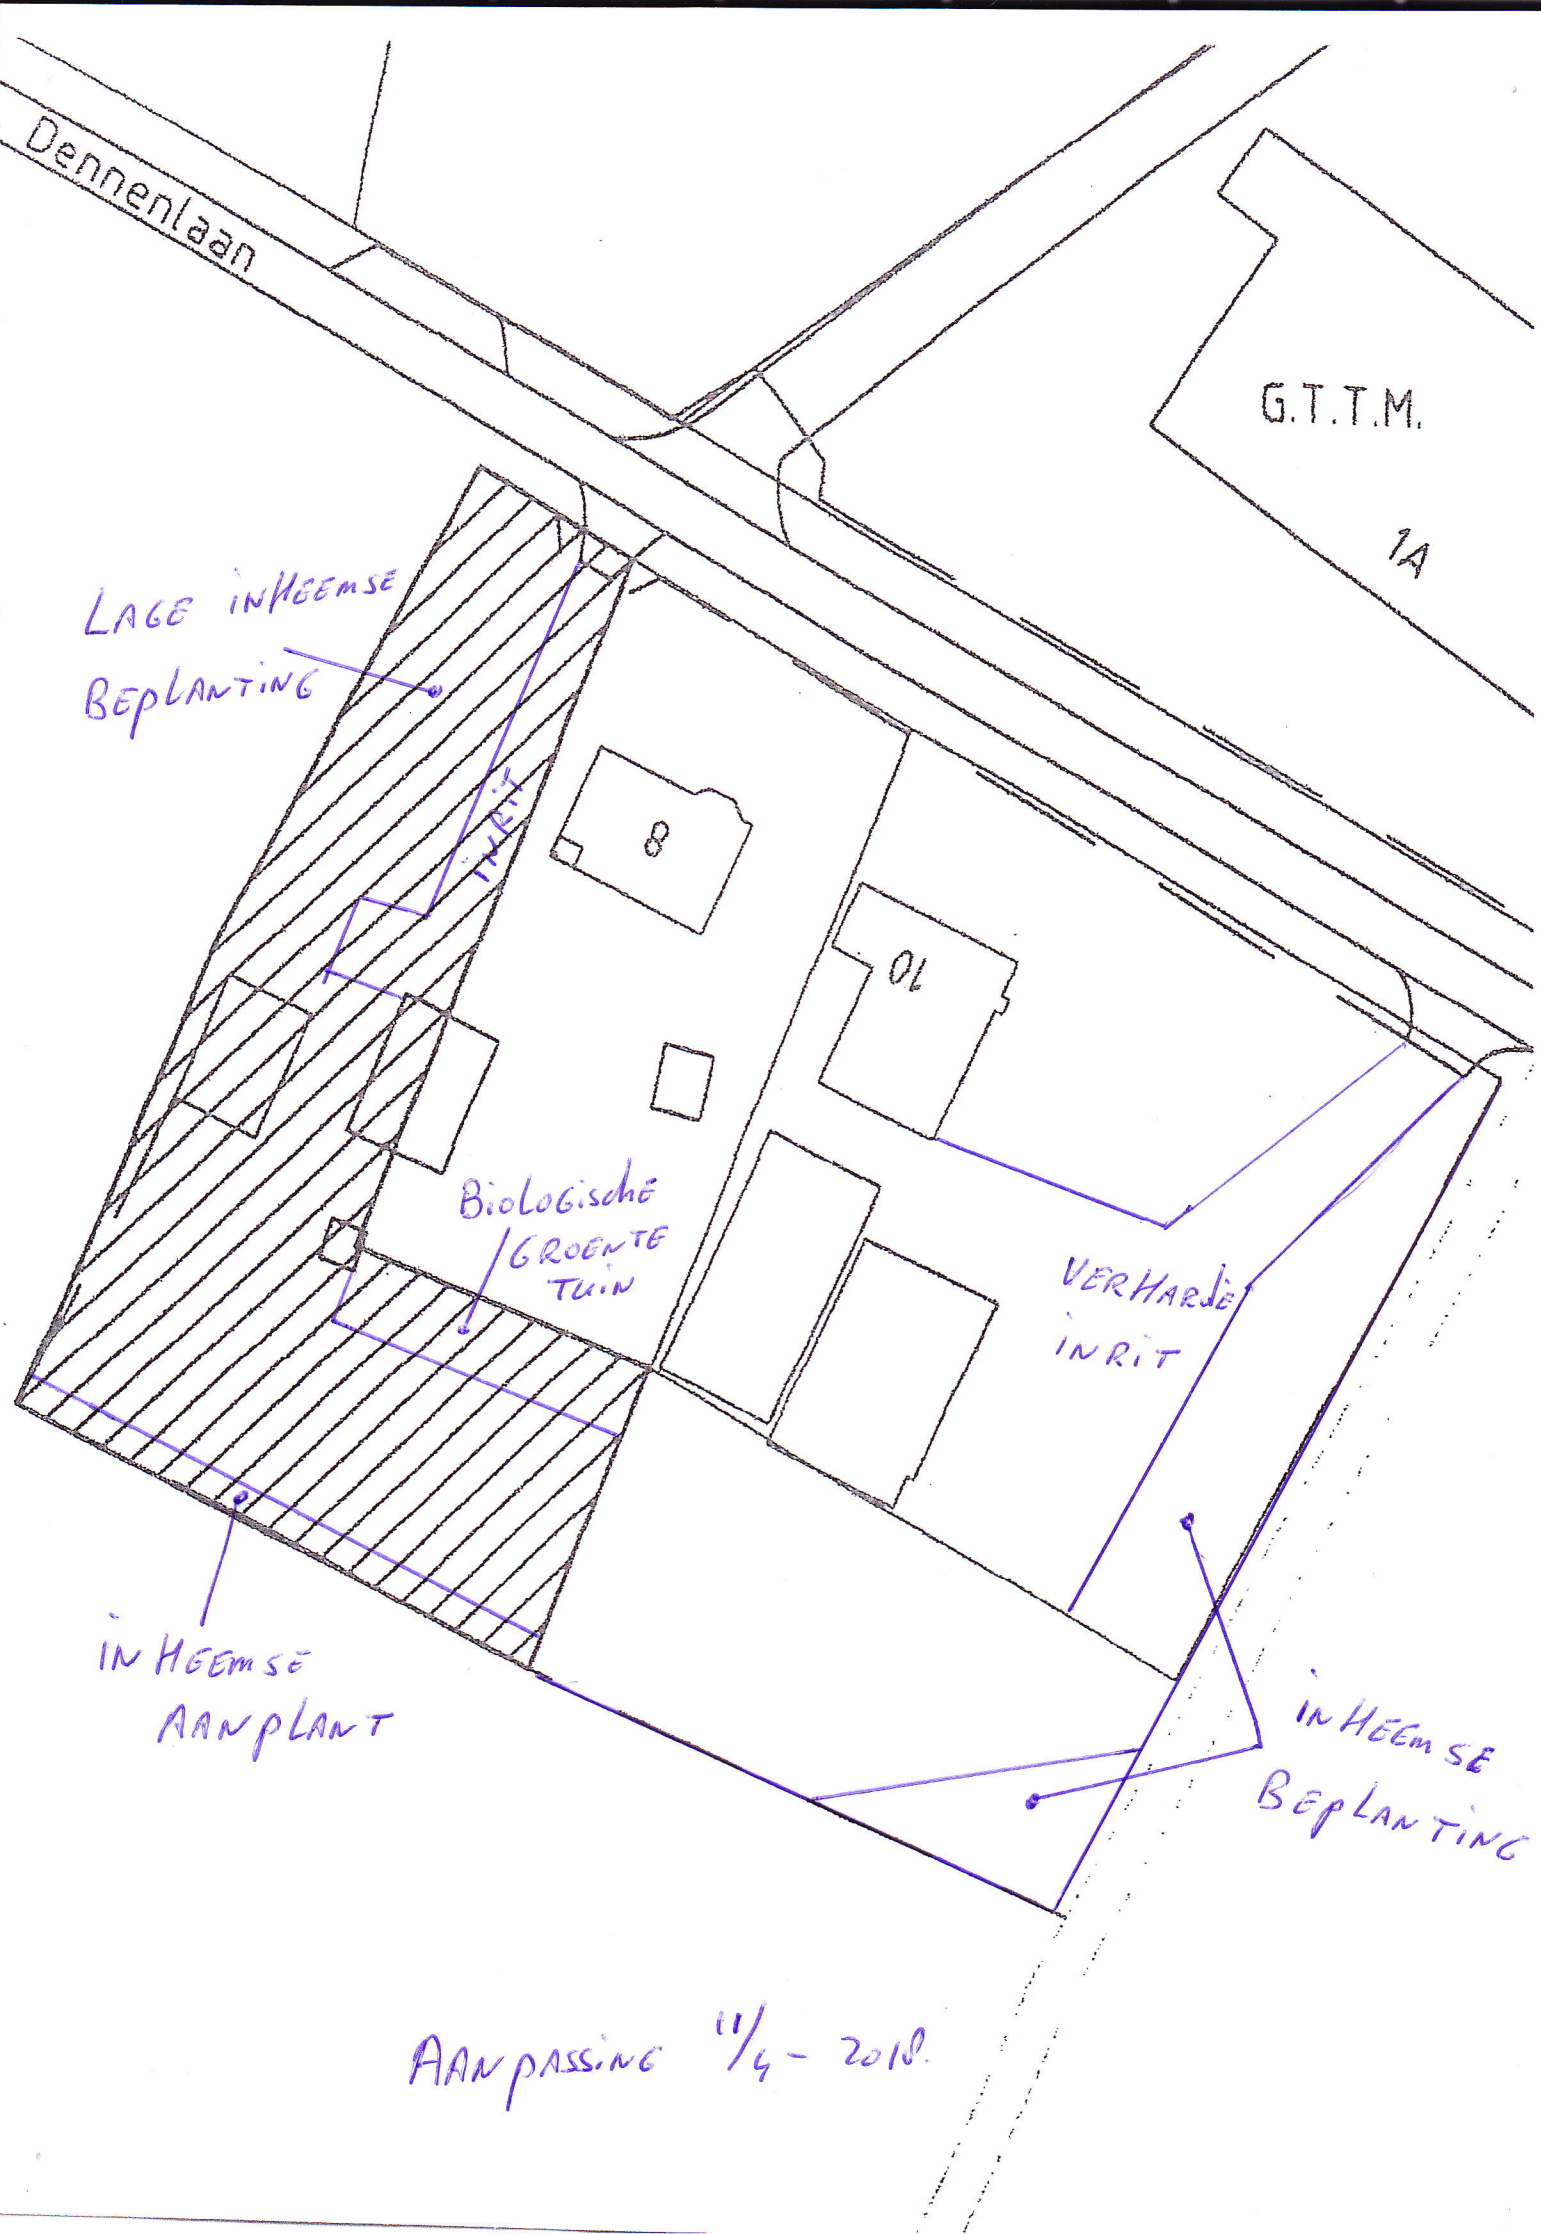 Dennenlaan
G.T.T.M.
1A
LAGE INHEEMSE
BEPLANTING
INRIT
8
10
BIOLOGISCHE
GROENTE
TUIN
VERHARDE
INRIT
INHEEMSE
AANPLANT
INHEEMSE
BEPLANTING
AANPASSING 11/4 - 2018.